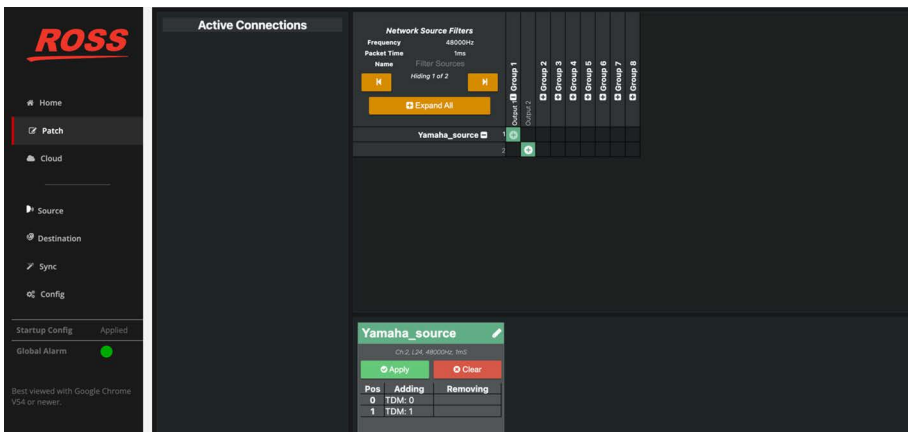 ROSS
Home
Patch
Cloud
Source
Destination
Sync
Config
Startup Config Applied
Global Alarm
Best viewed with Google Chrome
V54 or newer.
Active Connections
Network Source Filters
Frequency 48000Hz
Packet Time 1ms
Name Filter Sources
Hiding 1 of 2
Expand All
Output 1 Group 1
Output 2
Group 2
Group 3
Group 4
Group 5
Group 6
Group 7
Group 8
Yamaha_source 1
2
Yamaha_source
Ch:2, L24, 48000Hz, 1mS
Apply Clear
Pos Adding Removing
0 TDM: 0
1 TDM: 1